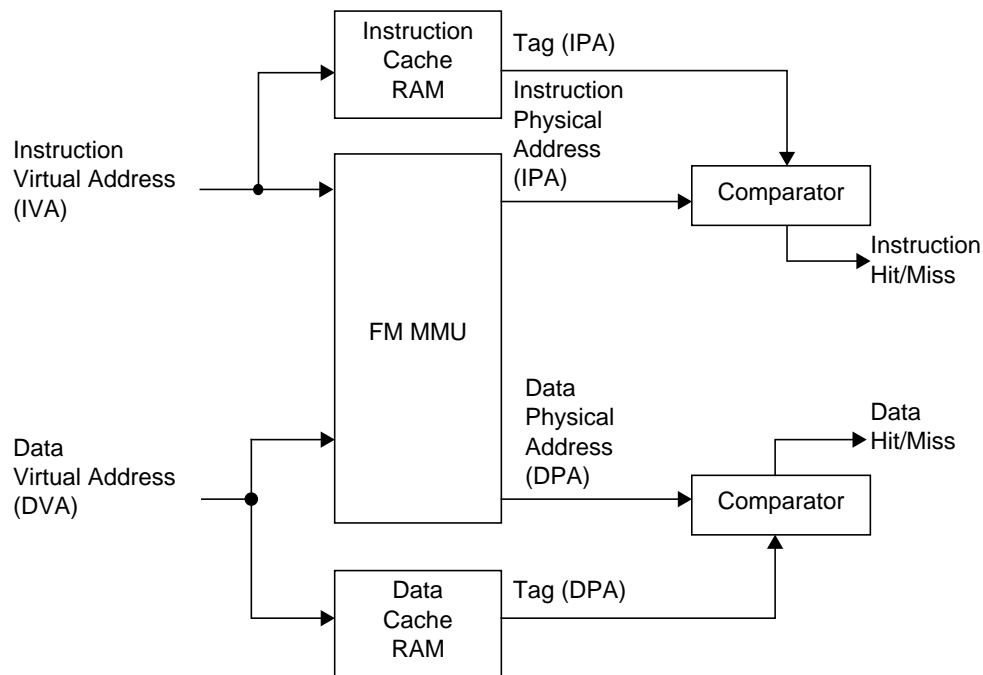 Instruction
Cache
RAM
Tag (IPA)
Instruction
Physical
Address
(IPA)
Instruction
Virtual Address
(IVA)
Comparator
Instruction
Hit/Miss
FM MMU
Data
Physical
Address
(DPA)
Data
Hit/Miss
Data
Virtual Address
(DVA)
Comparator
Data
Cache
RAM
Tag (DPA)